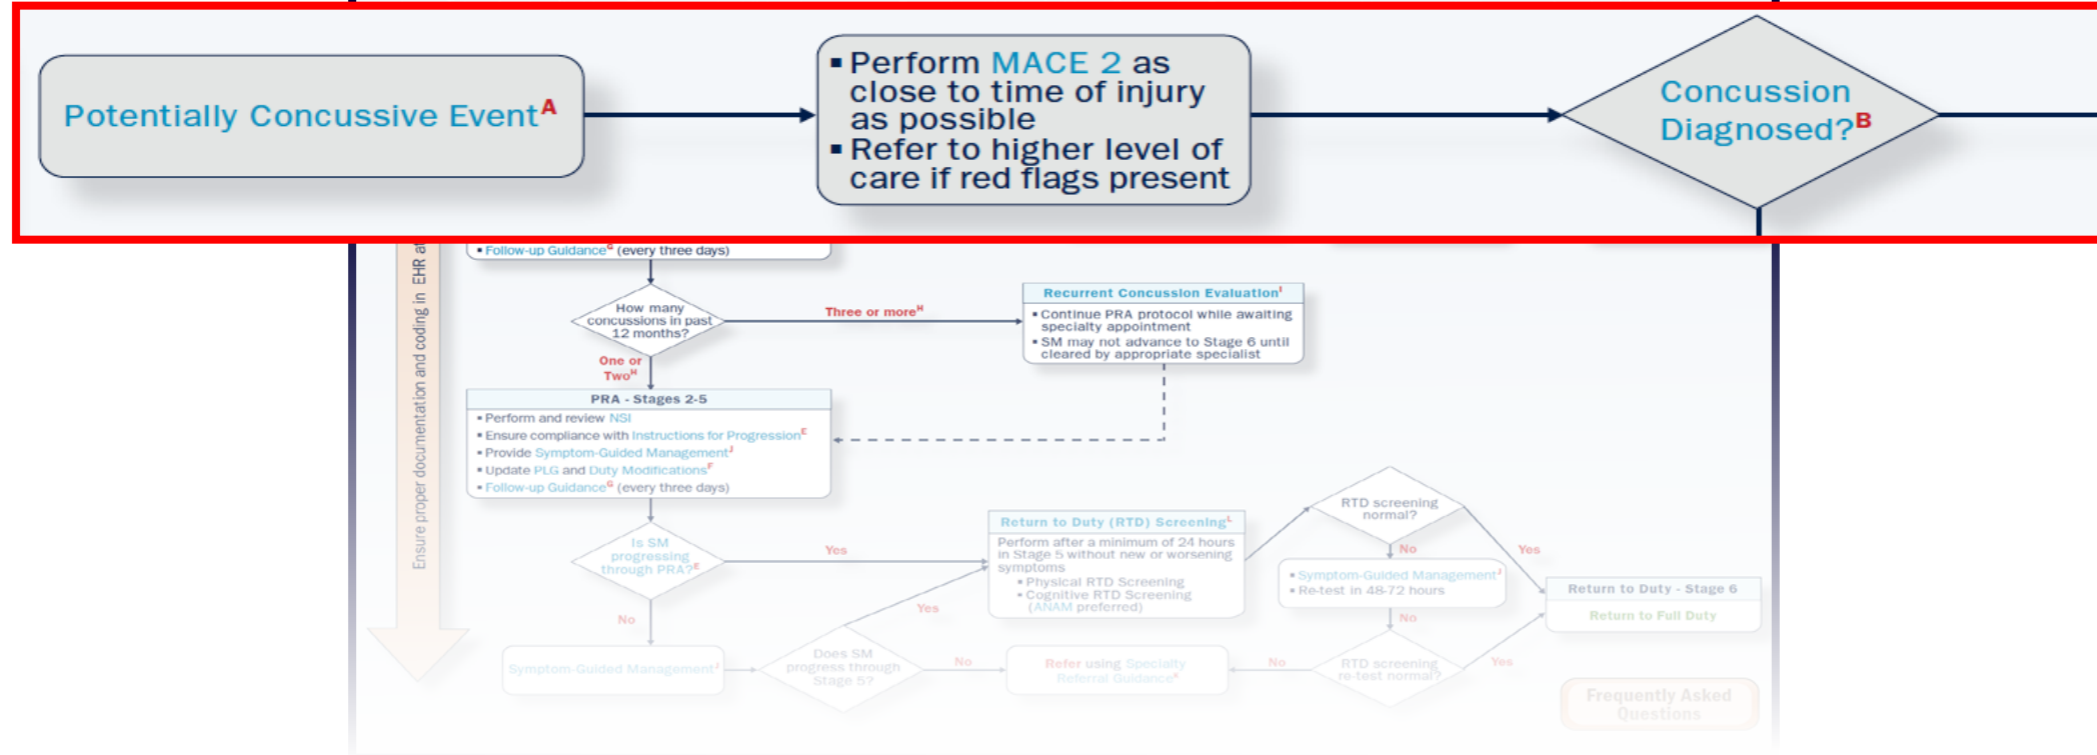 Potentially Concussive Event^A
▪ Perform MACE 2 as
close to time of injury
as possible
▪ Refer to higher level of
care if red flags present
Concussion
Diagnosed?^B
Ensure proper documentation and coding in EHR
▪ Follow-up Guidance^G (every three days)
How many
concussions in past
12 months?
Three or more^H
Recurrent Concussion Evaluation^I
▪ Continue PRA protocol while awaiting
specialty appointment
▪ SM may not advance to Stage 6 until
cleared by appropriate specialist
One or
Two^H
PRA - Stages 2-5
▪ Perform and review NSI
▪ Ensure compliance with Instructions for Progression^E
▪ Provide Symptom-Guided Management^J
▪ Update PLG and Duty Modifications^F
▪ Follow-up Guidance^G (every three days)
Is SM
progressing
through PRA?^E
Yes
No
Return to Duty (RTD) Screening^L
Perform after a minimum of 24 hours
in Stage 5 without new or worsening
symptoms
▪ Physical RTD Screening
▪ Cognitive RTD Screening
(ANAM preferred)
RTD screening
normal?
No
Yes
▪ Symptom-Guided Management^J
▪ Re-test in 48-72 hours
No
Return to Duty - Stage 6
Return to Full Duty
Symptom-Guided Management^J
Does SM
progress through
Stage 5?
Yes
No
Refer using Specialty
Referral Guidance^K
No
RTD screening
re-test normal?
Yes
Frequently Asked
Questions